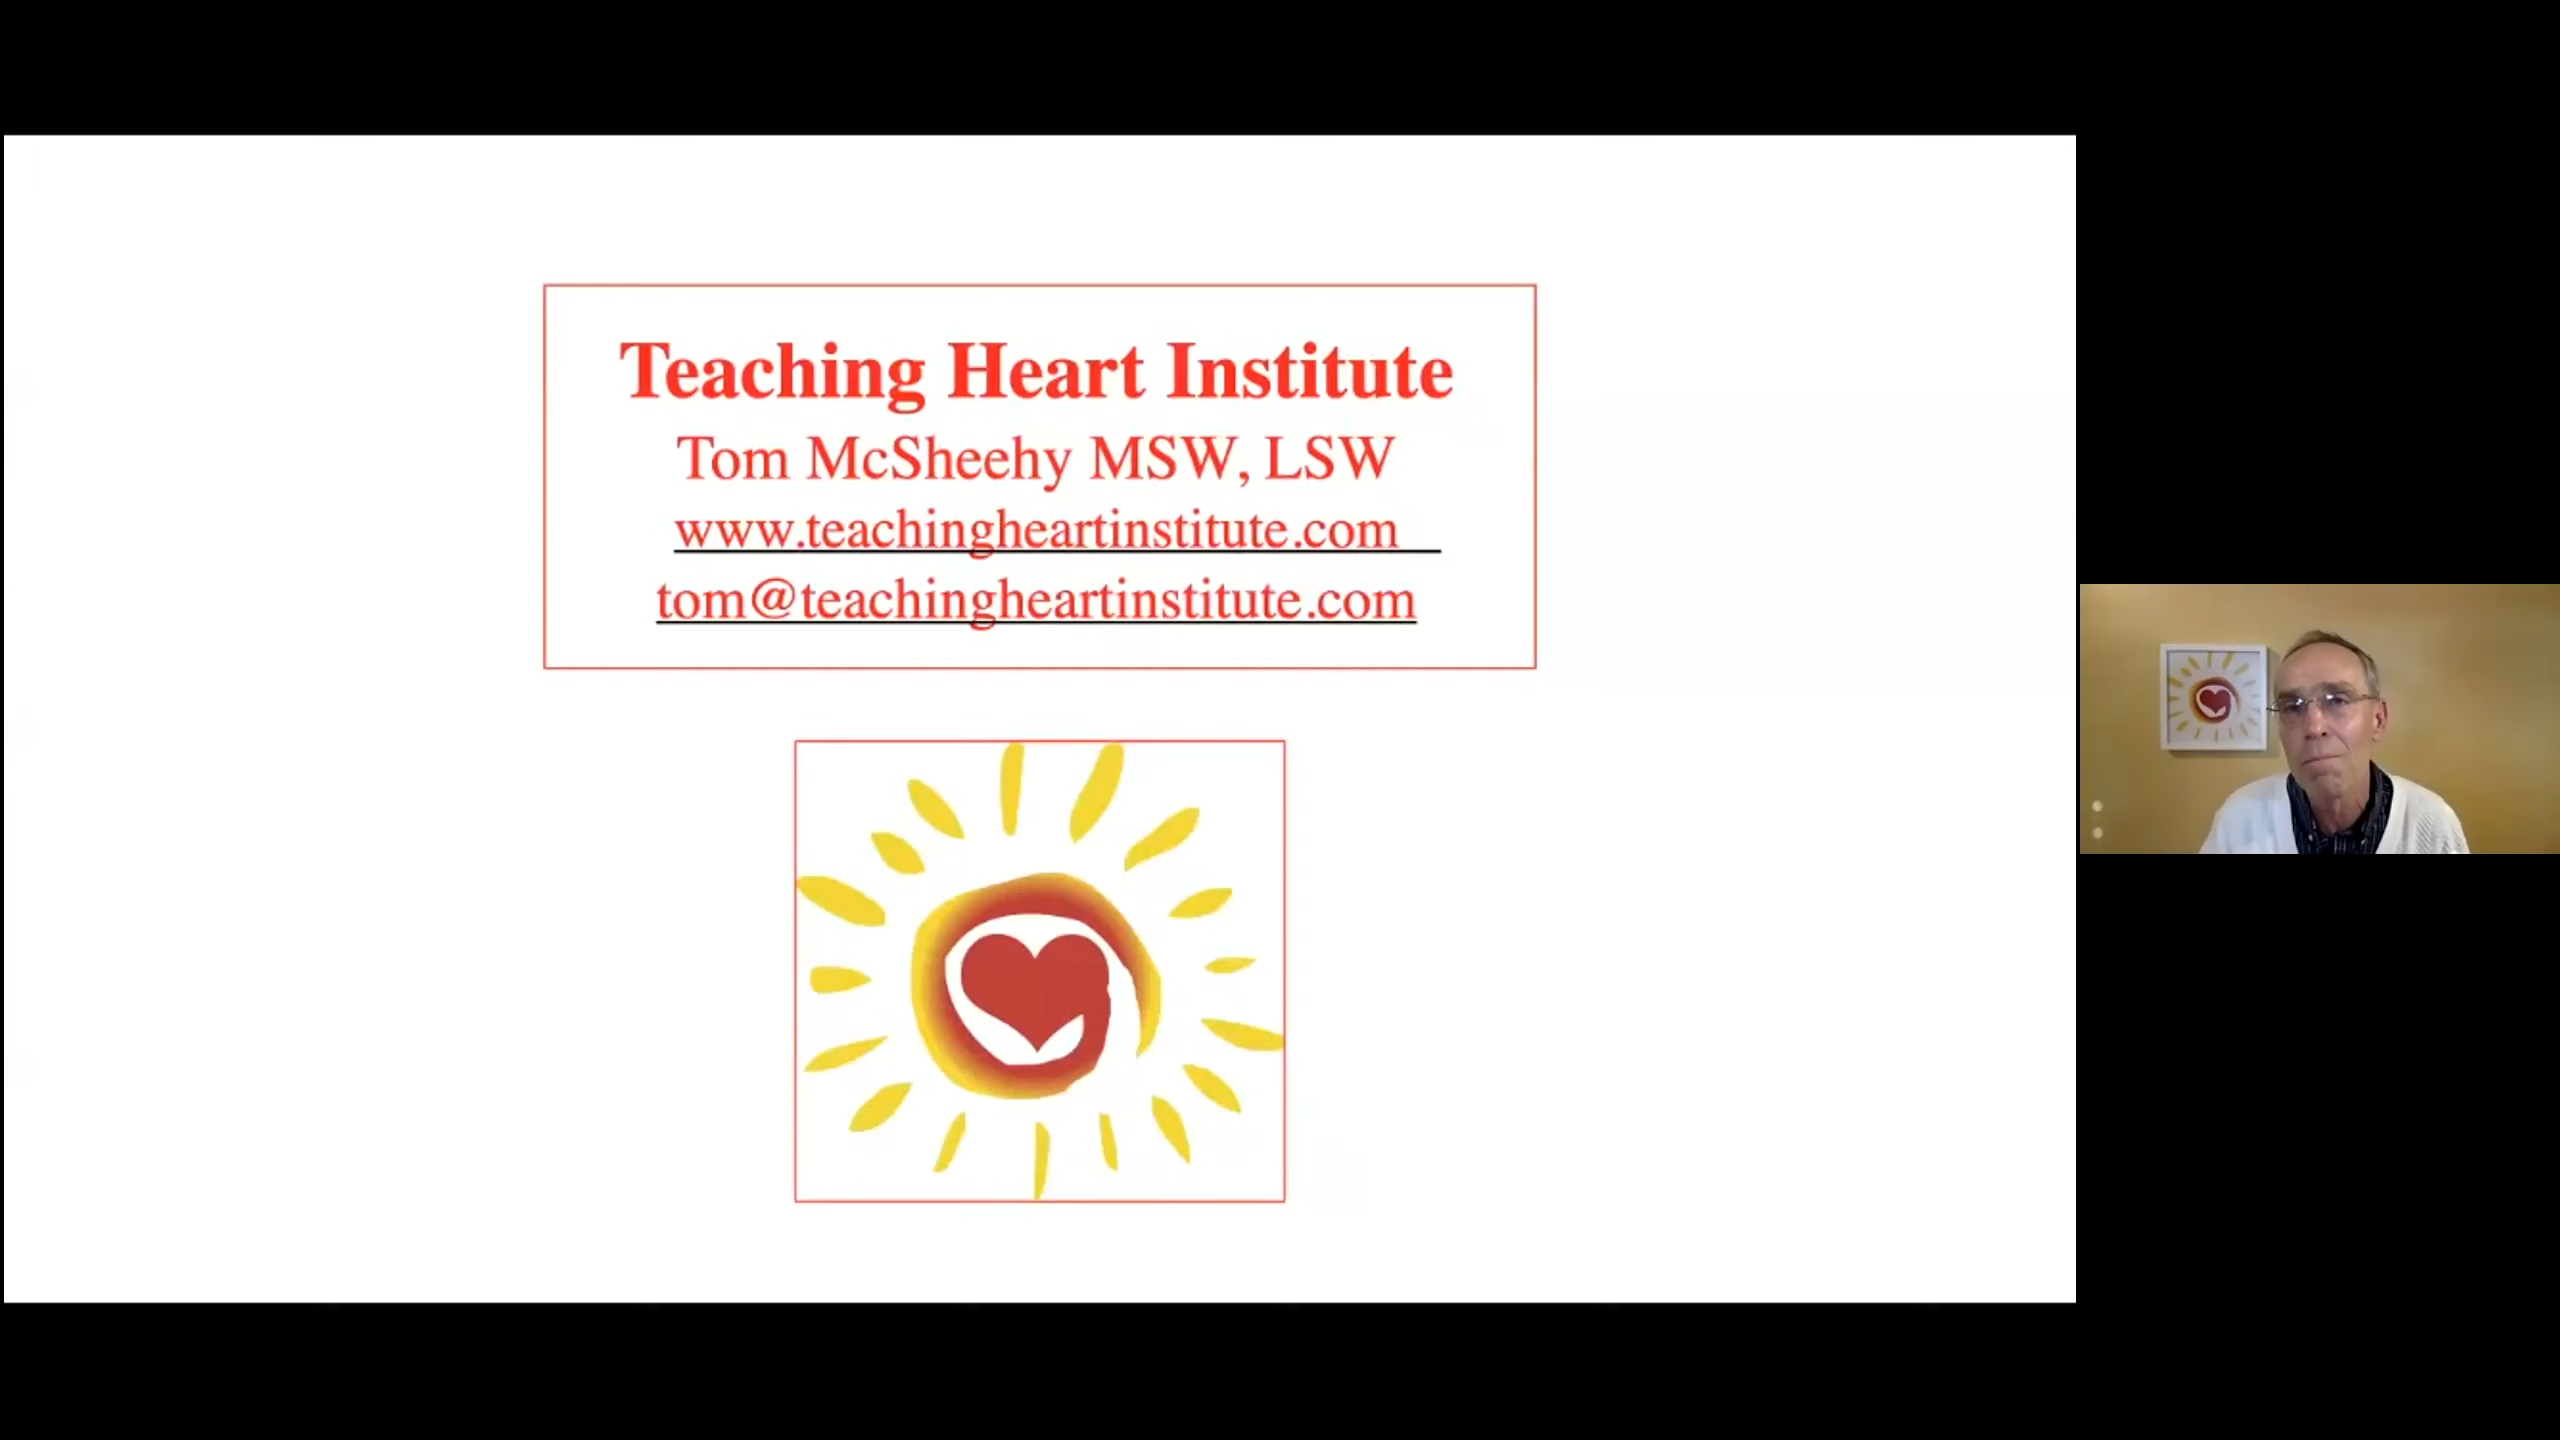 Teaching Heart Institute
Tom McSheehy MSW, LSW
www.teachingheartinstitute.com
tom@teachingheartinstitute.com